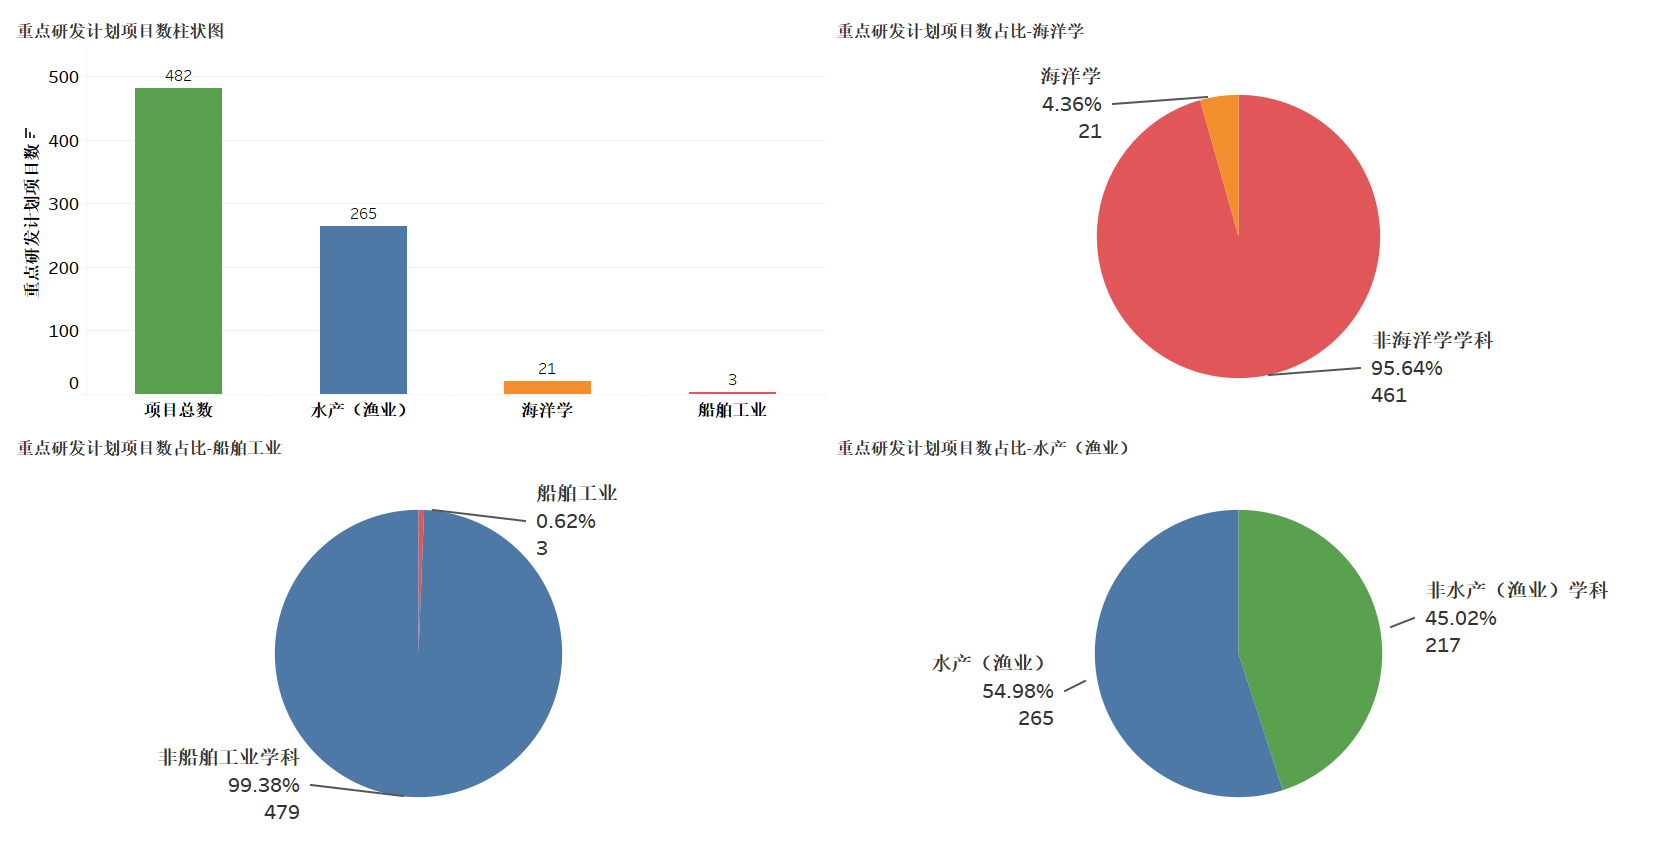 重点研发计划项目数柱状图
重点研发计划项目数
500
400
300
200
100
0
482
265
21
3
项目总数
水产（渔业）
海洋学
船舶工业
重点研发计划项目数占比-海洋学
海洋学
4.36%
21
非海洋学学科
95.64%
461
重点研发计划项目数占比-船舶工业
船舶工业
0.62%
3
非船舶工业学科
99.38%
479
重点研发计划项目数占比-水产（渔业）
非水产（渔业）学科
45.02%
217
水产（渔业）
54.98%
265